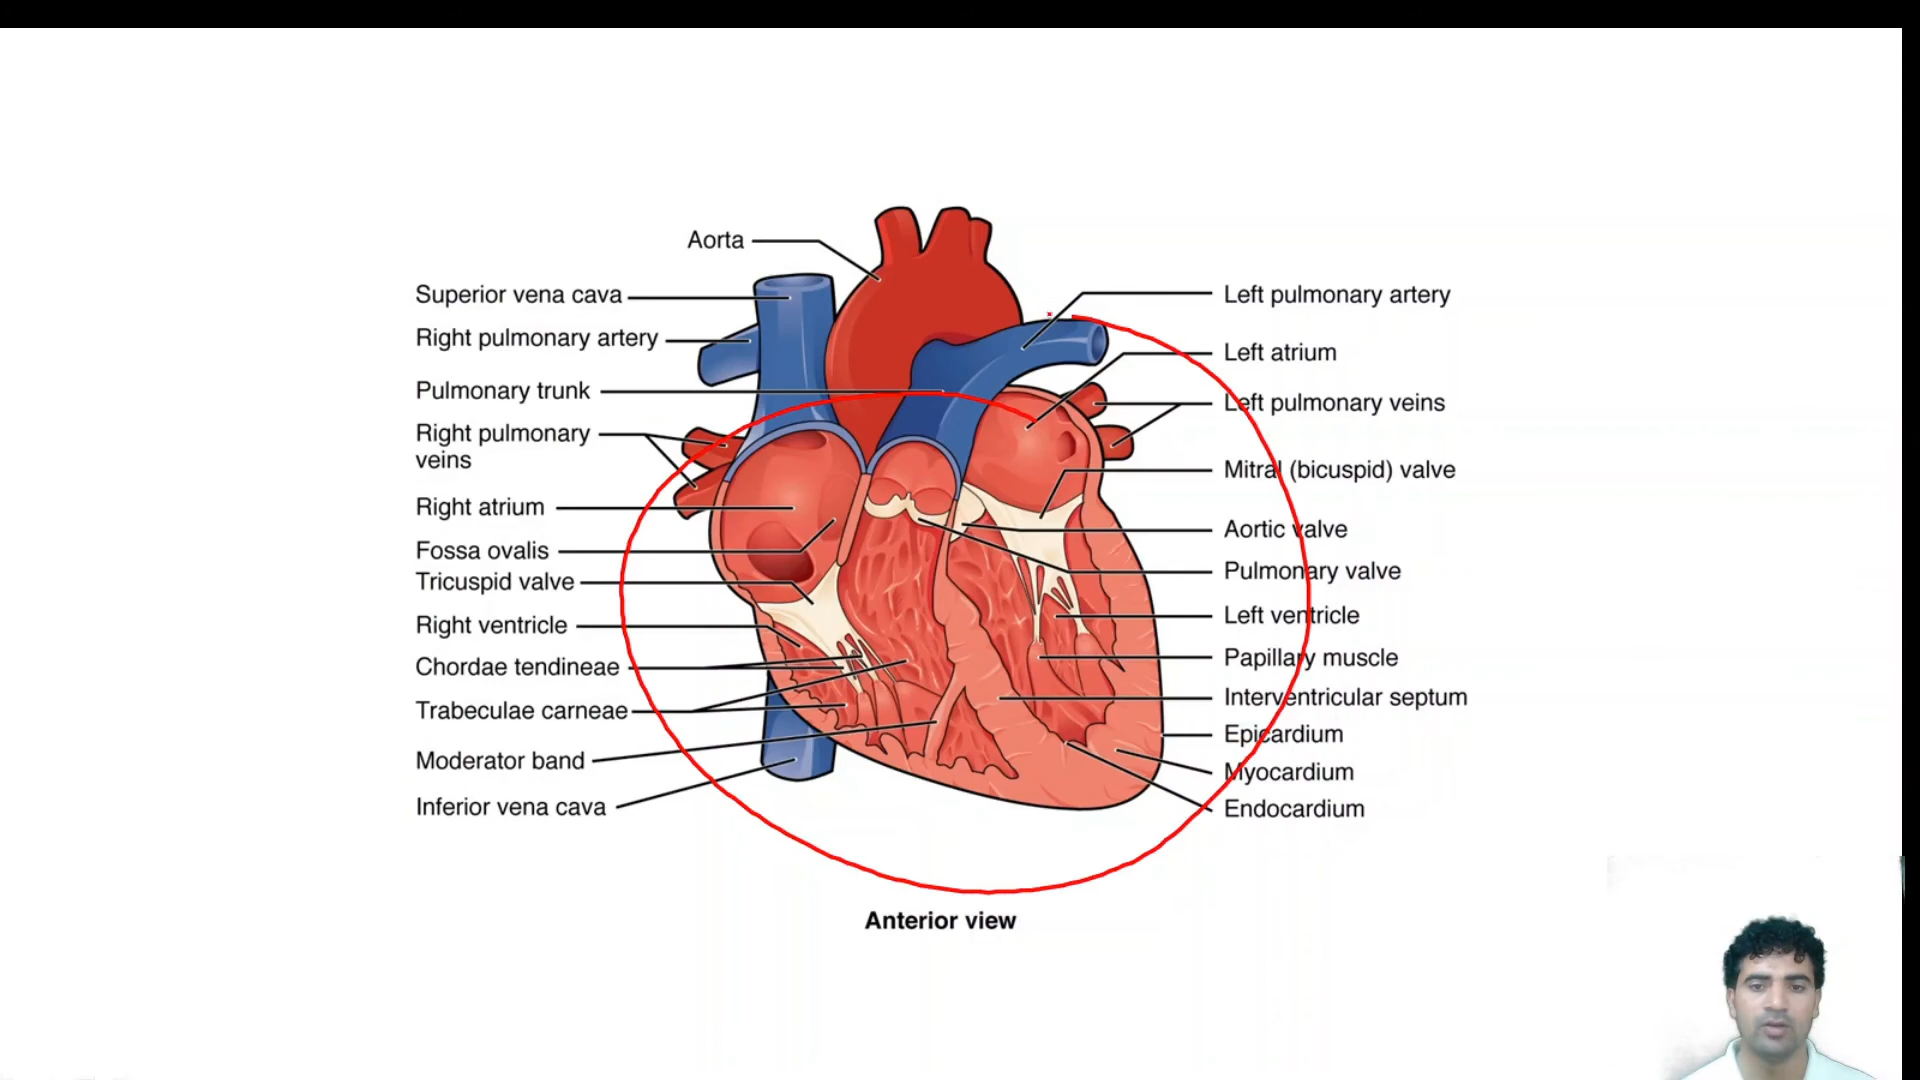 Aorta
Superior vena cava
Right pulmonary artery
Pulmonary trunk
Right pulmonary
veins
Right atrium
Fossa ovalis
Tricuspid valve
Right ventricle
Chordae tendineae
Trabeculae carneae
Moderator band
Inferior vena cava
Left pulmonary artery
Left atrium
Left pulmonary veins
Mitral (bicuspid) valve
Aortic valve
Pulmonary valve
Left ventricle
Papillary muscle
Interventricular septum
Epicardium
Myocardium
Endocardium
Anterior view